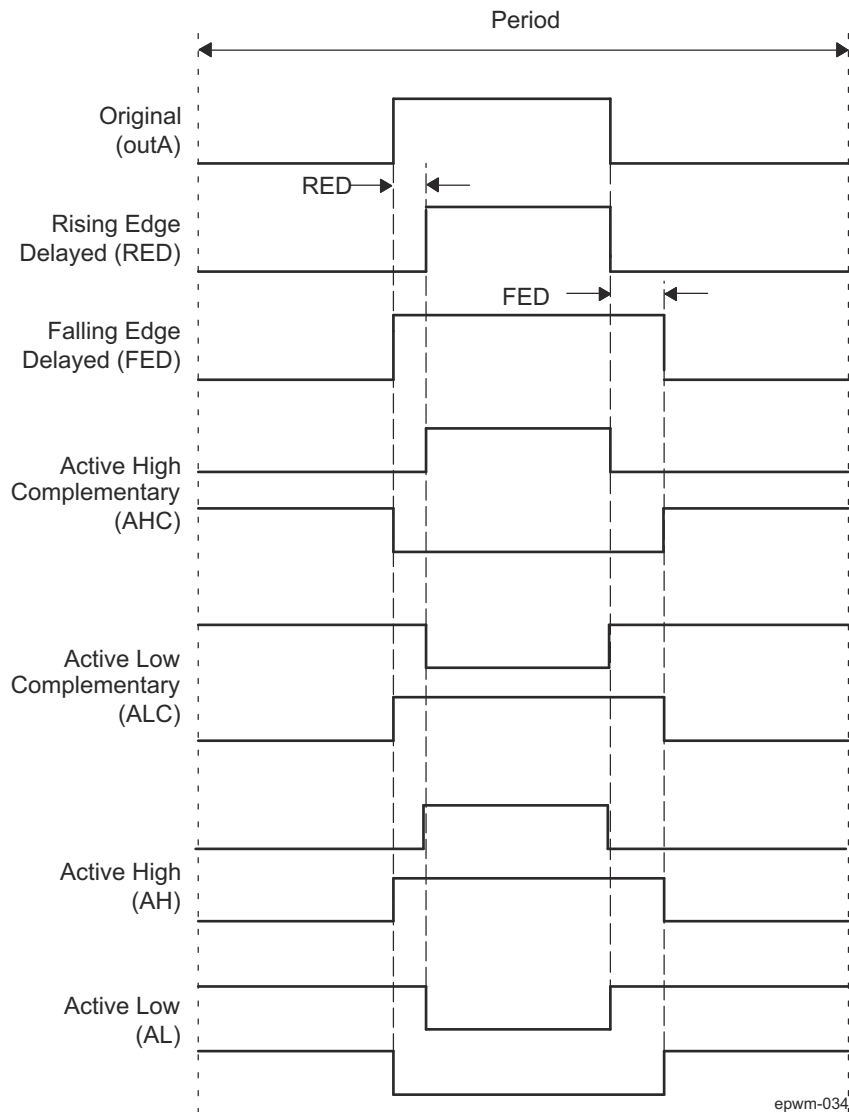 Period
Original
(outA)
RED
Rising Edge
Delayed (RED)
FED
Falling Edge
Delayed (FED)
Active High
Complementary
(AHC)
Active Low
Complementary
(ALC)
Active High
(AH)
Active Low
(AL)
epwm-034